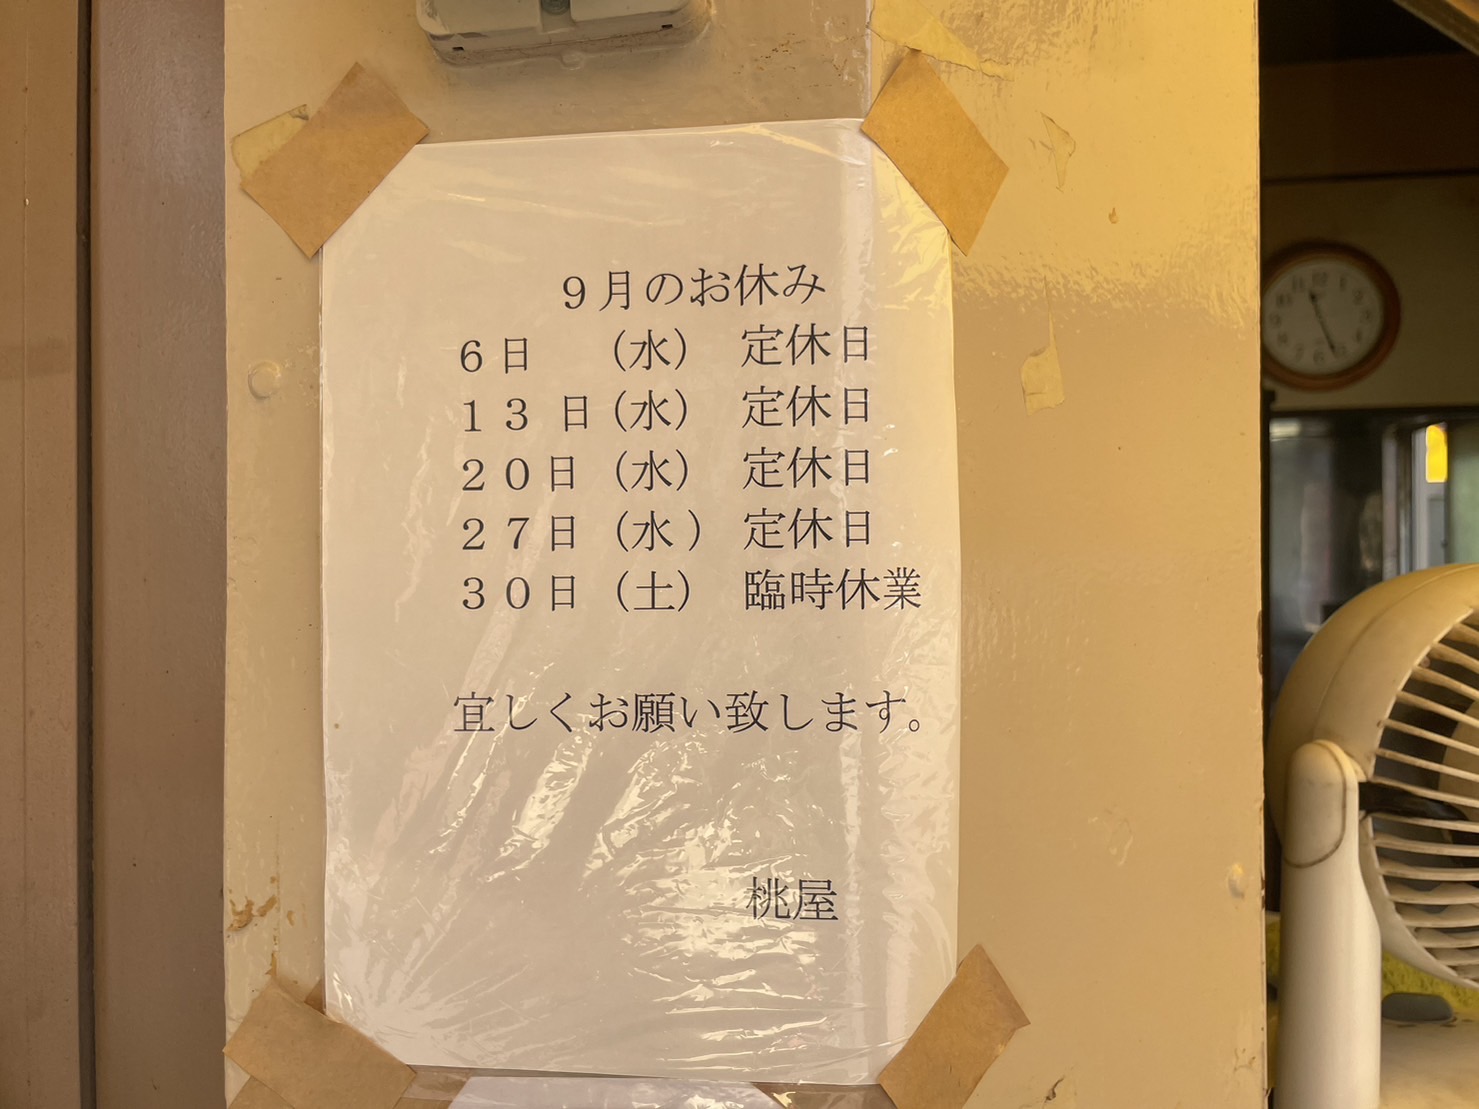 ９月のお休み
６日　（水）　定休日
１３日（水）　定休日
２０日（水）　定休日
２７日（水）　定休日
３０日（土）　臨時休業
宜しくお願い致します。
桃屋